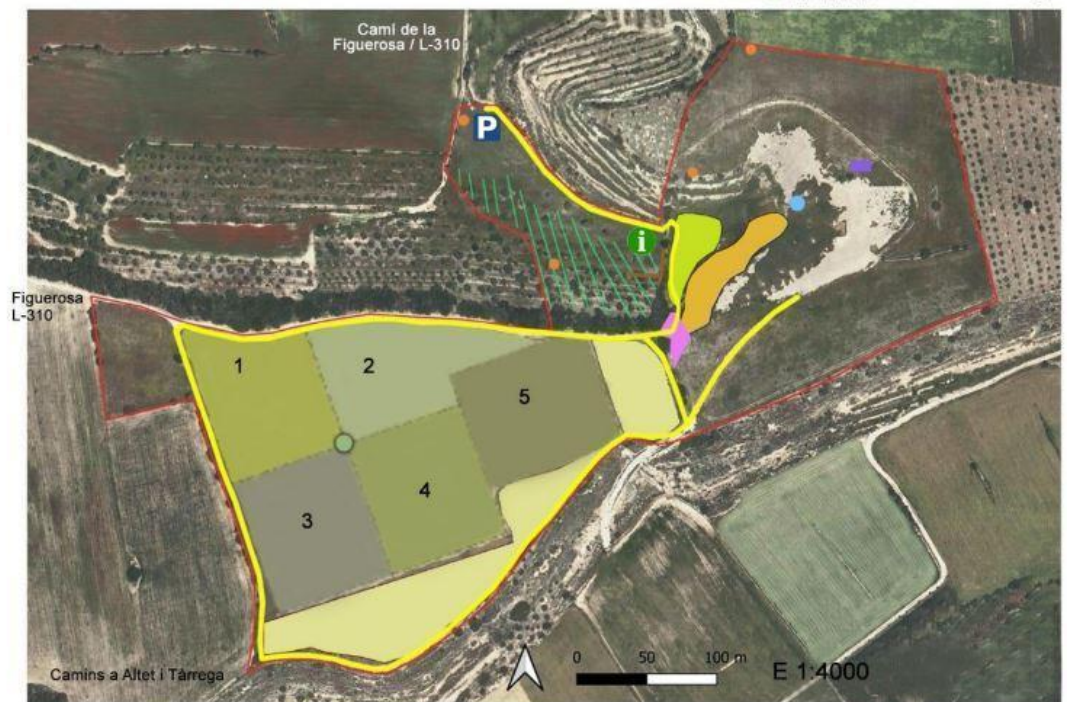 Camí de la
Figuerosa / L-310
P
i
Figuerosa
L-310
1
2
5
4
3
Camins a Altet i Tàrrega
0 50 100 m
E 1:4000